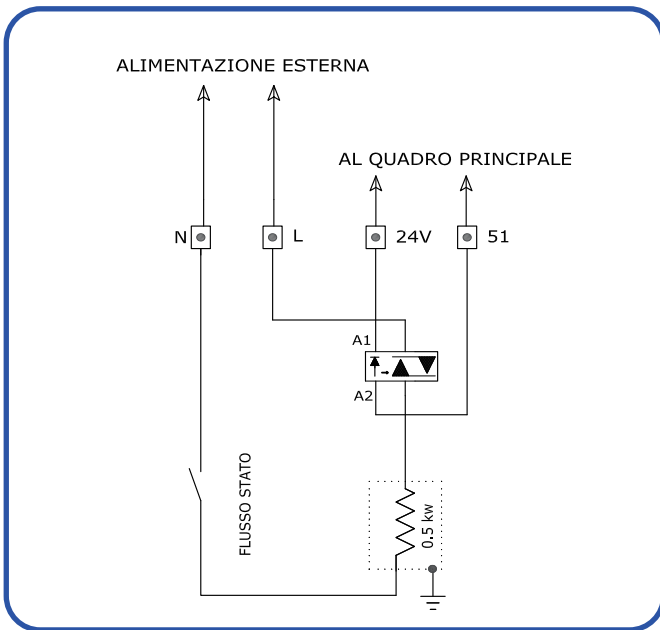 ALIMENTAZIONE ESTERNA
AL QUADRO PRINCIPALE
N
L
24V
51
A1
A2
FLUSSO STATO
0.5 kw